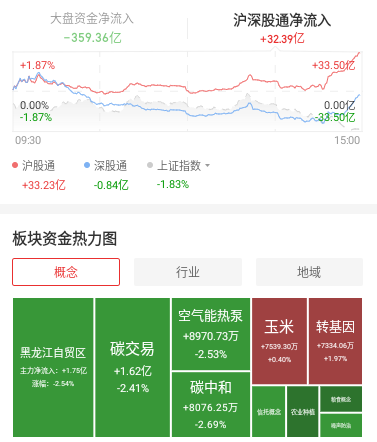 大盘资金净流入
沪深股通净流入
-359.36亿
+32.39亿
+1.87%
+33.50亿
0.00%
0.00亿
-1.87%
-33.50亿
09:30
15:00
沪股通
深股通
上证指数
+33.23亿
-0.84亿
-1.83%
板块资金热力图
概念
行业
地域
黑龙江自贸区
主力净流入：+1.75亿
涨幅：-2.54%
碳交易
+1.62亿
-2.41%
空气能热泵
+8970.73万
-2.53%
碳中和
+8076.25万
-2.69%
玉米
+7539.30万
+0.40%
转基因
+7334.06万
+1.97%
信托概念
农业种植
粮食概念
噪声防治